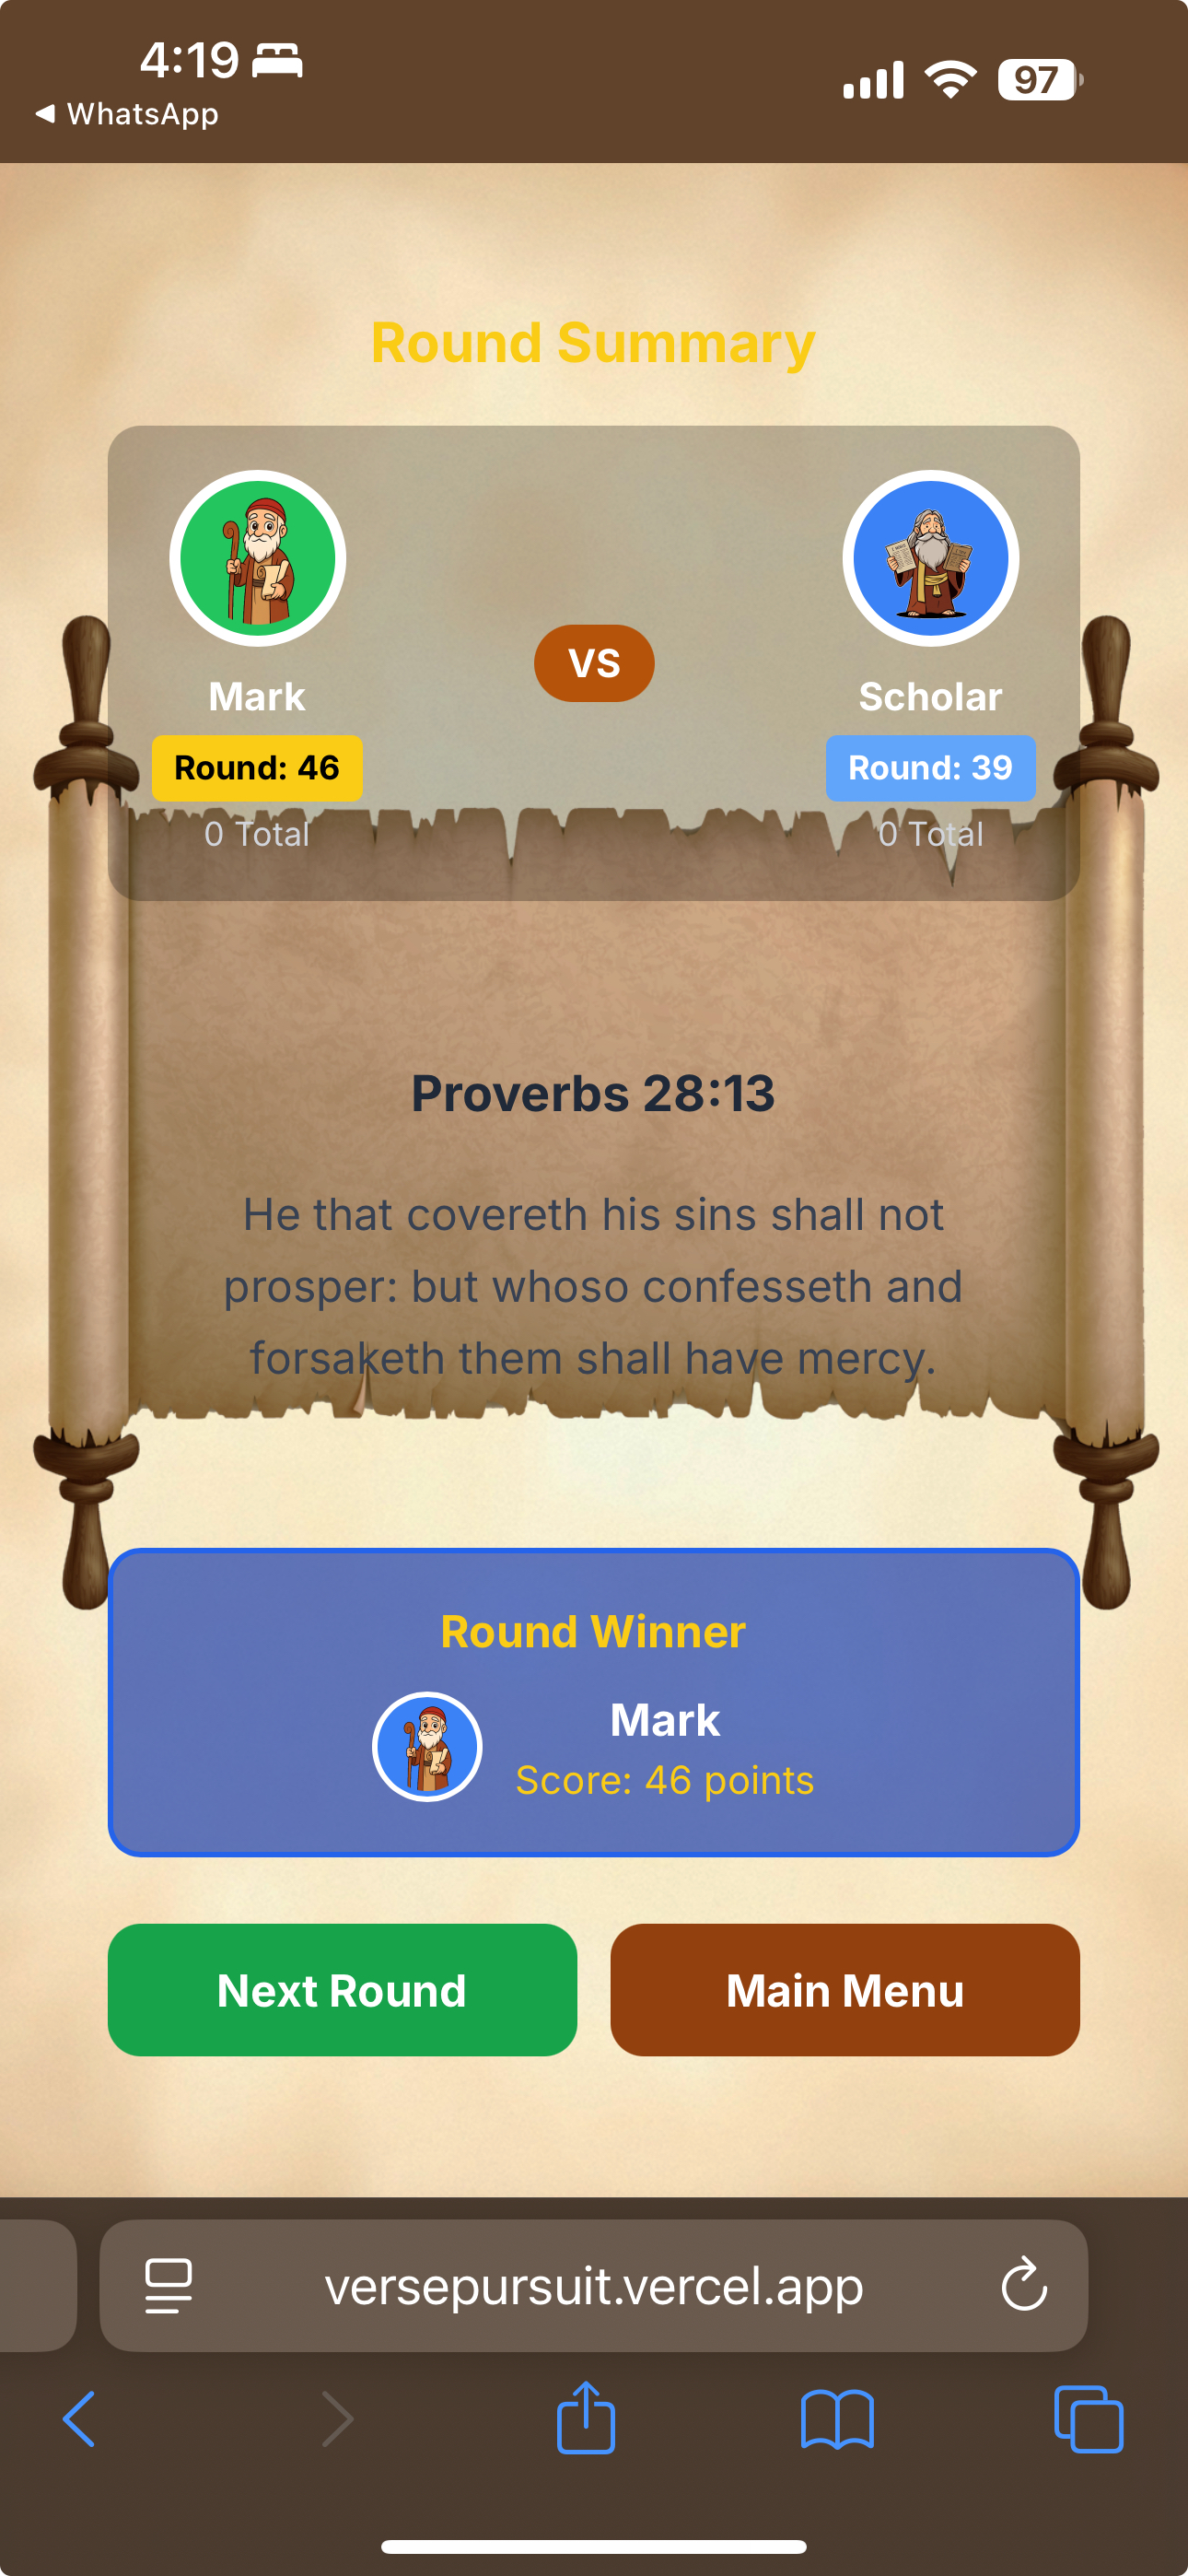 4:19
97
WhatsApp
Round Summary
VS
Mark
Scholar
Round: 46
Round: 39
0 Total
0 Total
Proverbs 28:13
He that covereth his sins shall not
prosper: but whoso confesseth and
forsaketh them shall have mercy.
Round Winner
Mark
Score: 46 points
Next Round
Main Menu
versepursuit.vercel.app